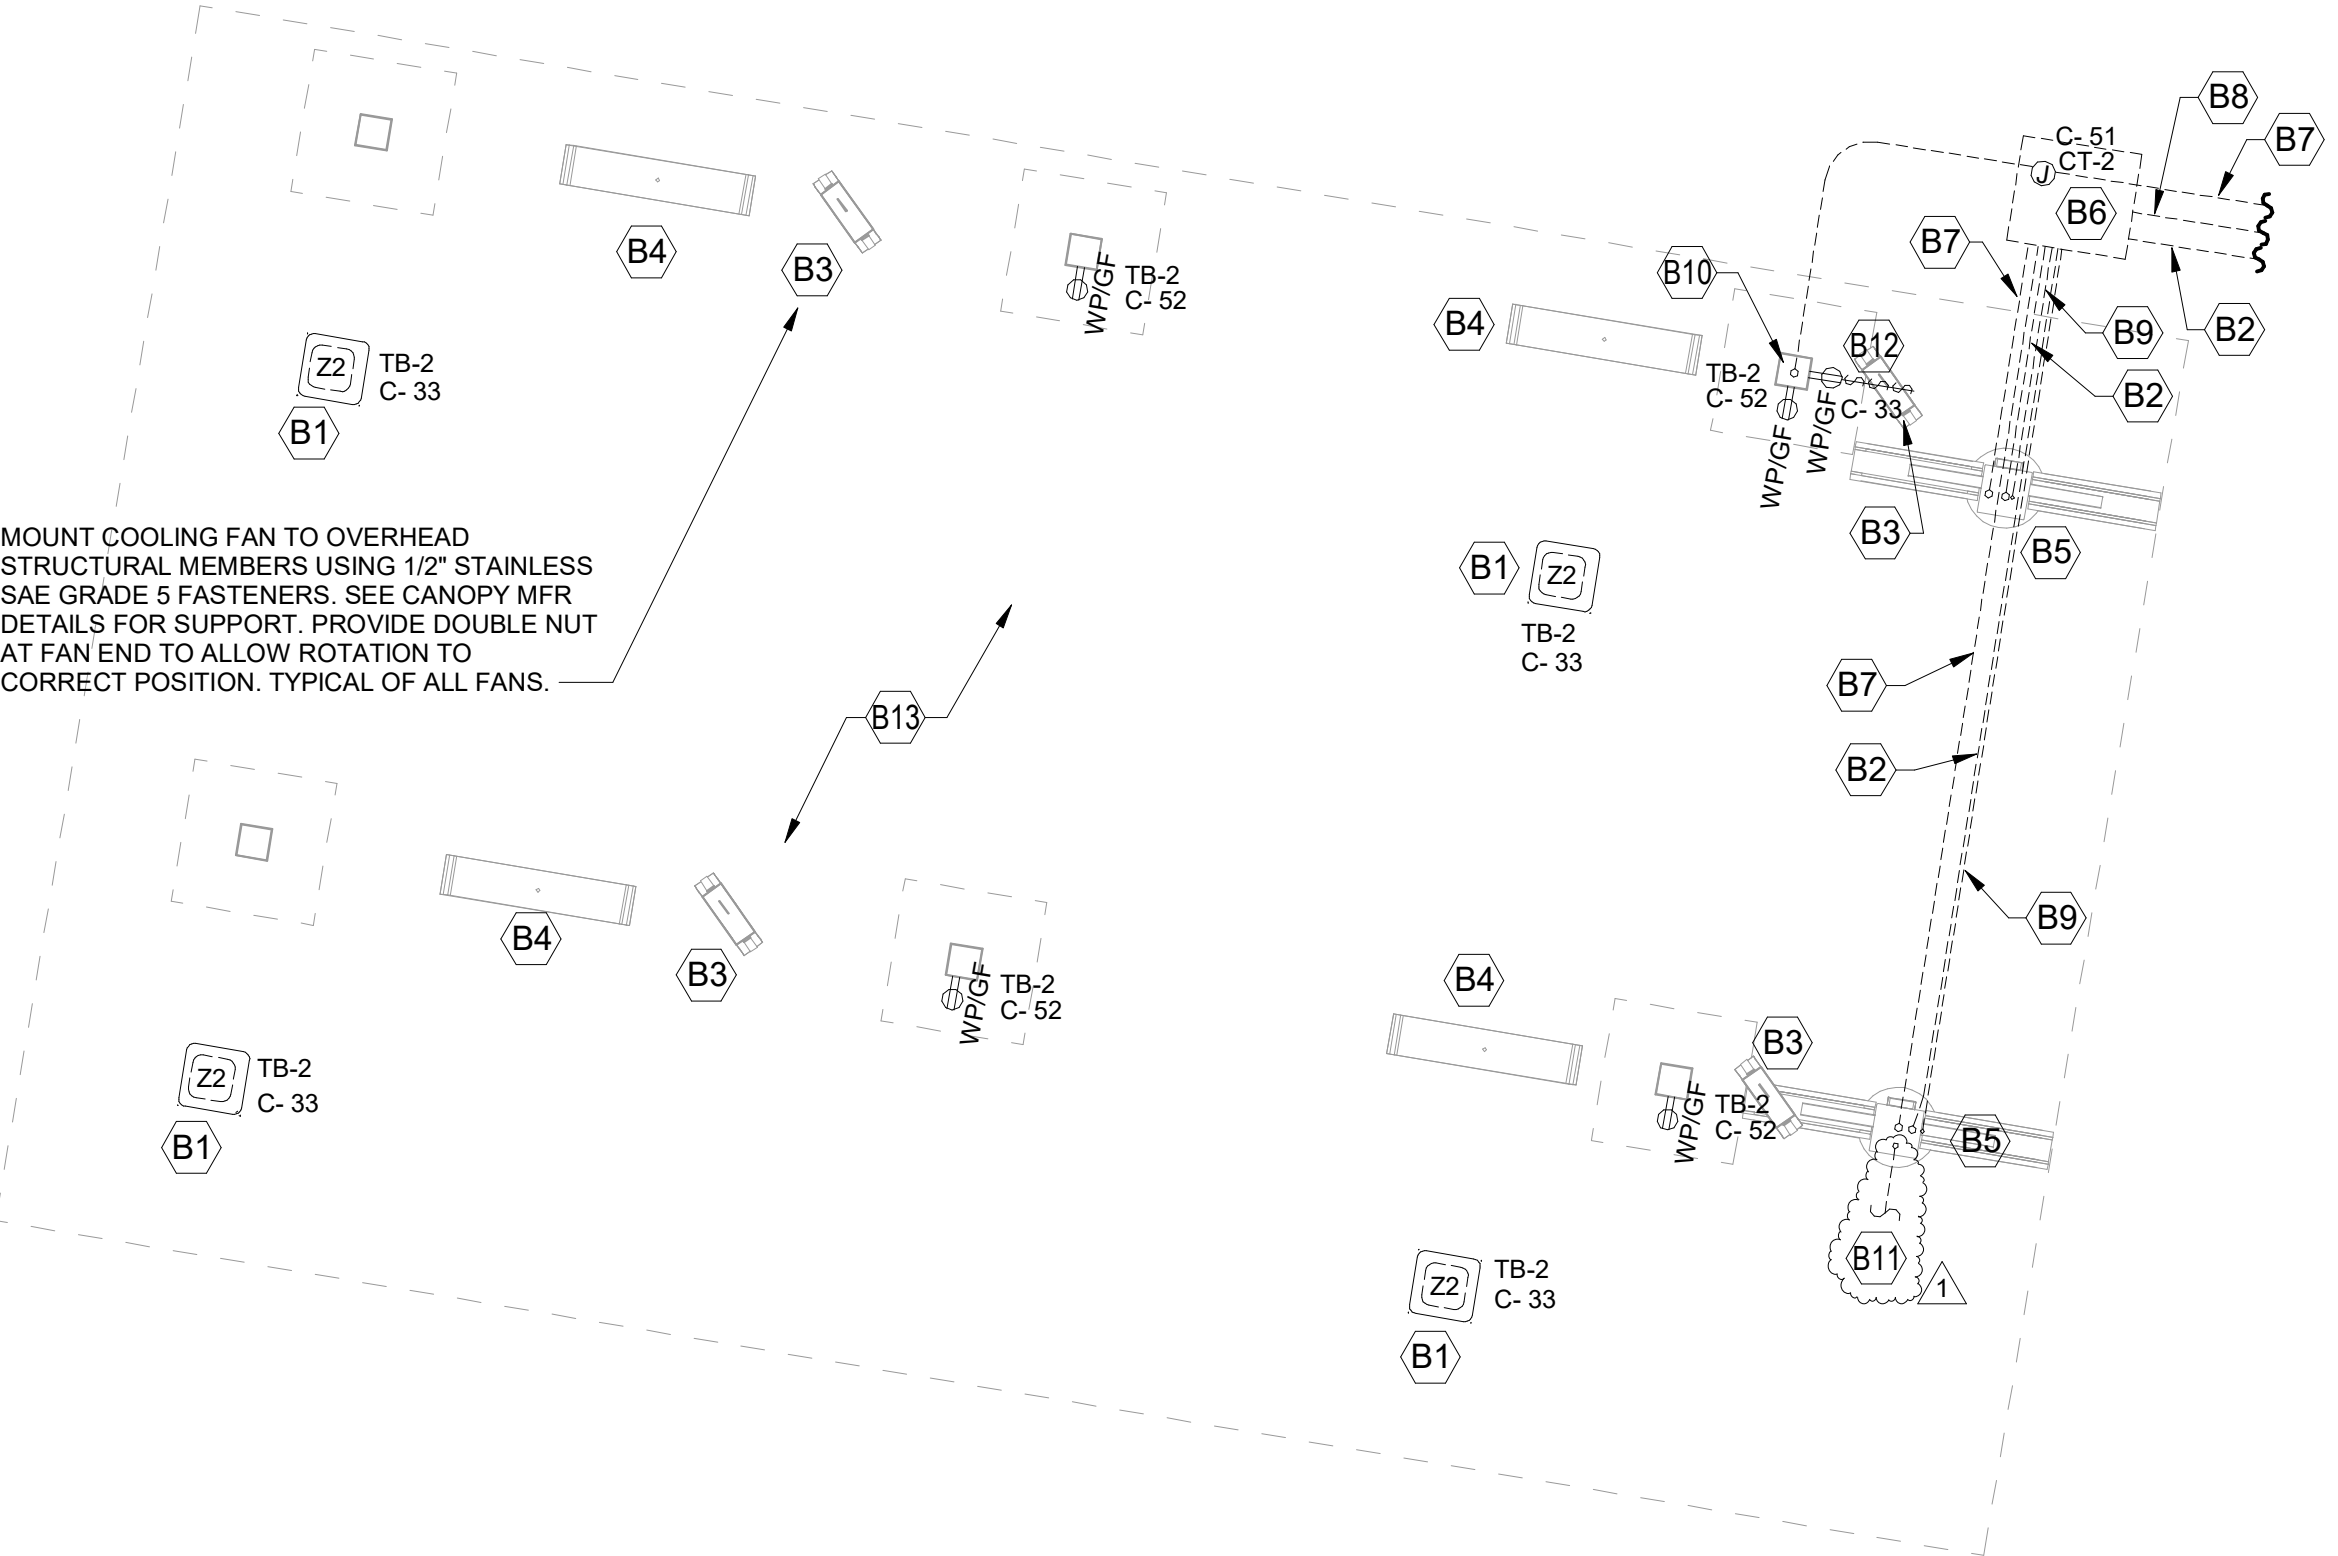 B8
B7
C- 51
CT-2
J
B6
B7
B9
B2
B2
B4
B3
WP/GF
TB-2
C- 52
B10
B4
B12
TB-2
C- 52
C- 33
WP/GF
WP/GF
B3
B5
Z2
TB-2
C- 33
B1
MOUNT COOLING FAN TO OVERHEAD
STRUCTURAL MEMBERS USING 1/2" STAINLESS
SAE GRADE 5 FASTENERS. SEE CANOPY MFR
DETAILS FOR SUPPORT. PROVIDE DOUBLE NUT
AT FAN END TO ALLOW ROTATION TO
CORRECT POSITION. TYPICAL OF ALL FANS.
B1
Z2
TB-2
C- 33
B13
B7
B2
B9
B4
B3
WP/GF
TB-2
C- 52
B4
B3
WP/GF
TB-2
C- 52
B5
Z2
TB-2
C- 33
B1
B11
1
Z2
TB-2
C- 33
B1